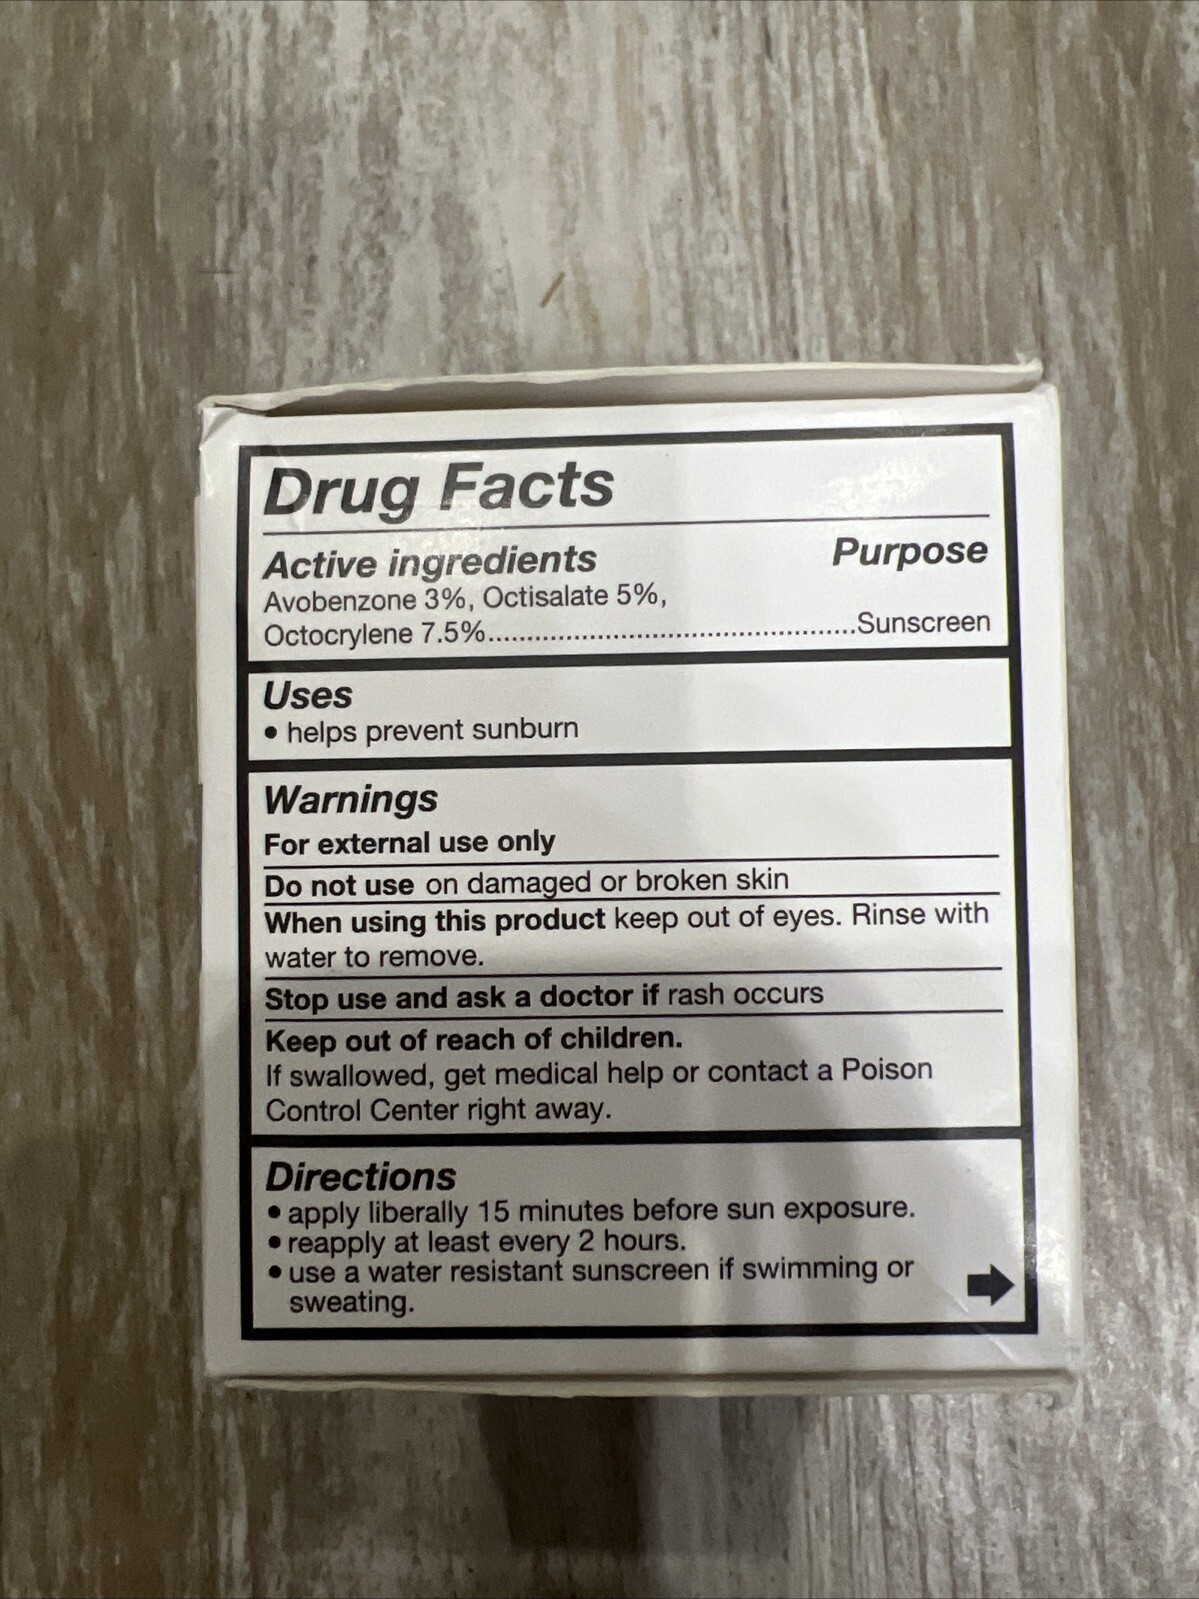 Drug Facts
Active ingredients Purpose
Avobenzone 3%, Octisalate 5%,
Octocrylene 7.5%................................................Sunscreen
Uses
• helps prevent sunburn
Warnings
For external use only
Do not use on damaged or broken skin
When using this product keep out of eyes. Rinse with
water to remove.
Stop use and ask a doctor if rash occurs
Keep out of reach of children.
If swallowed, get medical help or contact a Poison
Control Center right away.
Directions
• apply liberally 15 minutes before sun exposure.
• reapply at least every 2 hours.
• use a water resistant sunscreen if swimming or
sweating.